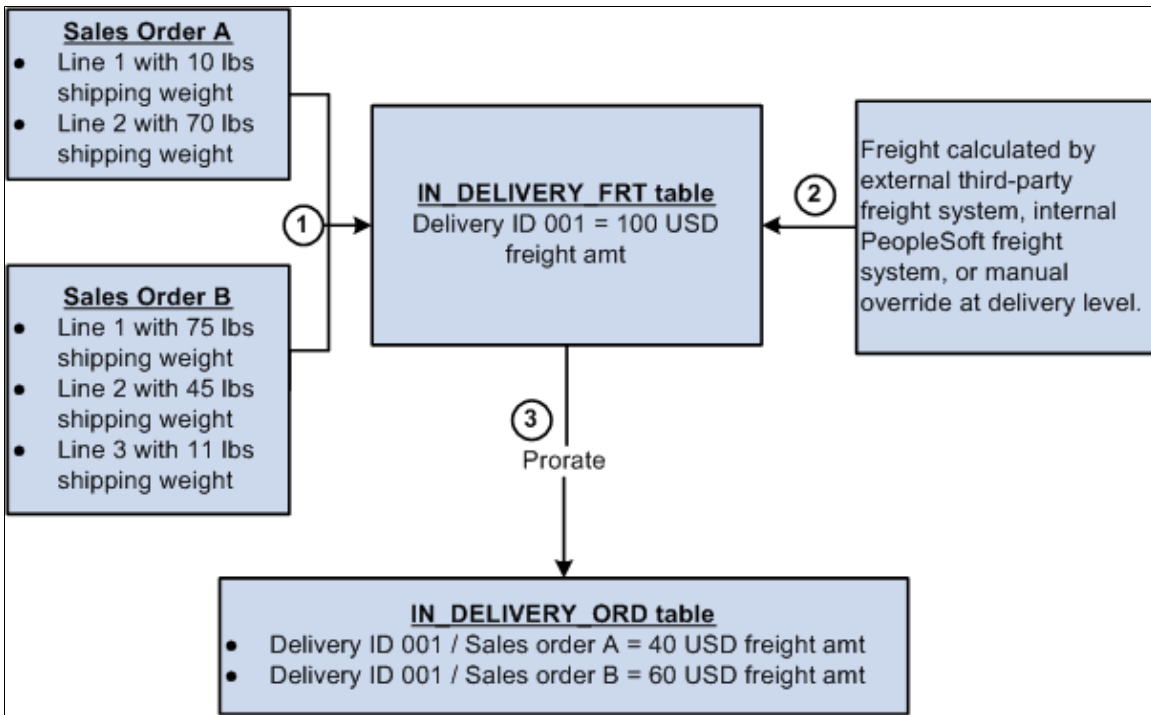 Sales Order A
● Line 1 with 10 lbs
shipping weight
● Line 2 with 70 lbs
shipping weight
Sales Order B
● Line 1 with 75 lbs
shipping weight
● Line 2 with 45 lbs
shipping weight
● Line 3 with 11 lbs
shipping weight
1
IN_DELIVERY_FRT table
Delivery ID 001 = 100 USD
freight amt
2
Freight calculated by
external third-party
freight system, internal
PeopleSoft freight
system, or manual
override at delivery level.
3
Prorate
IN_DELIVERY_ORD table
● Delivery ID 001 / Sales order A = 40 USD freight amt
● Delivery ID 001 / Sales order B = 60 USD freight amt